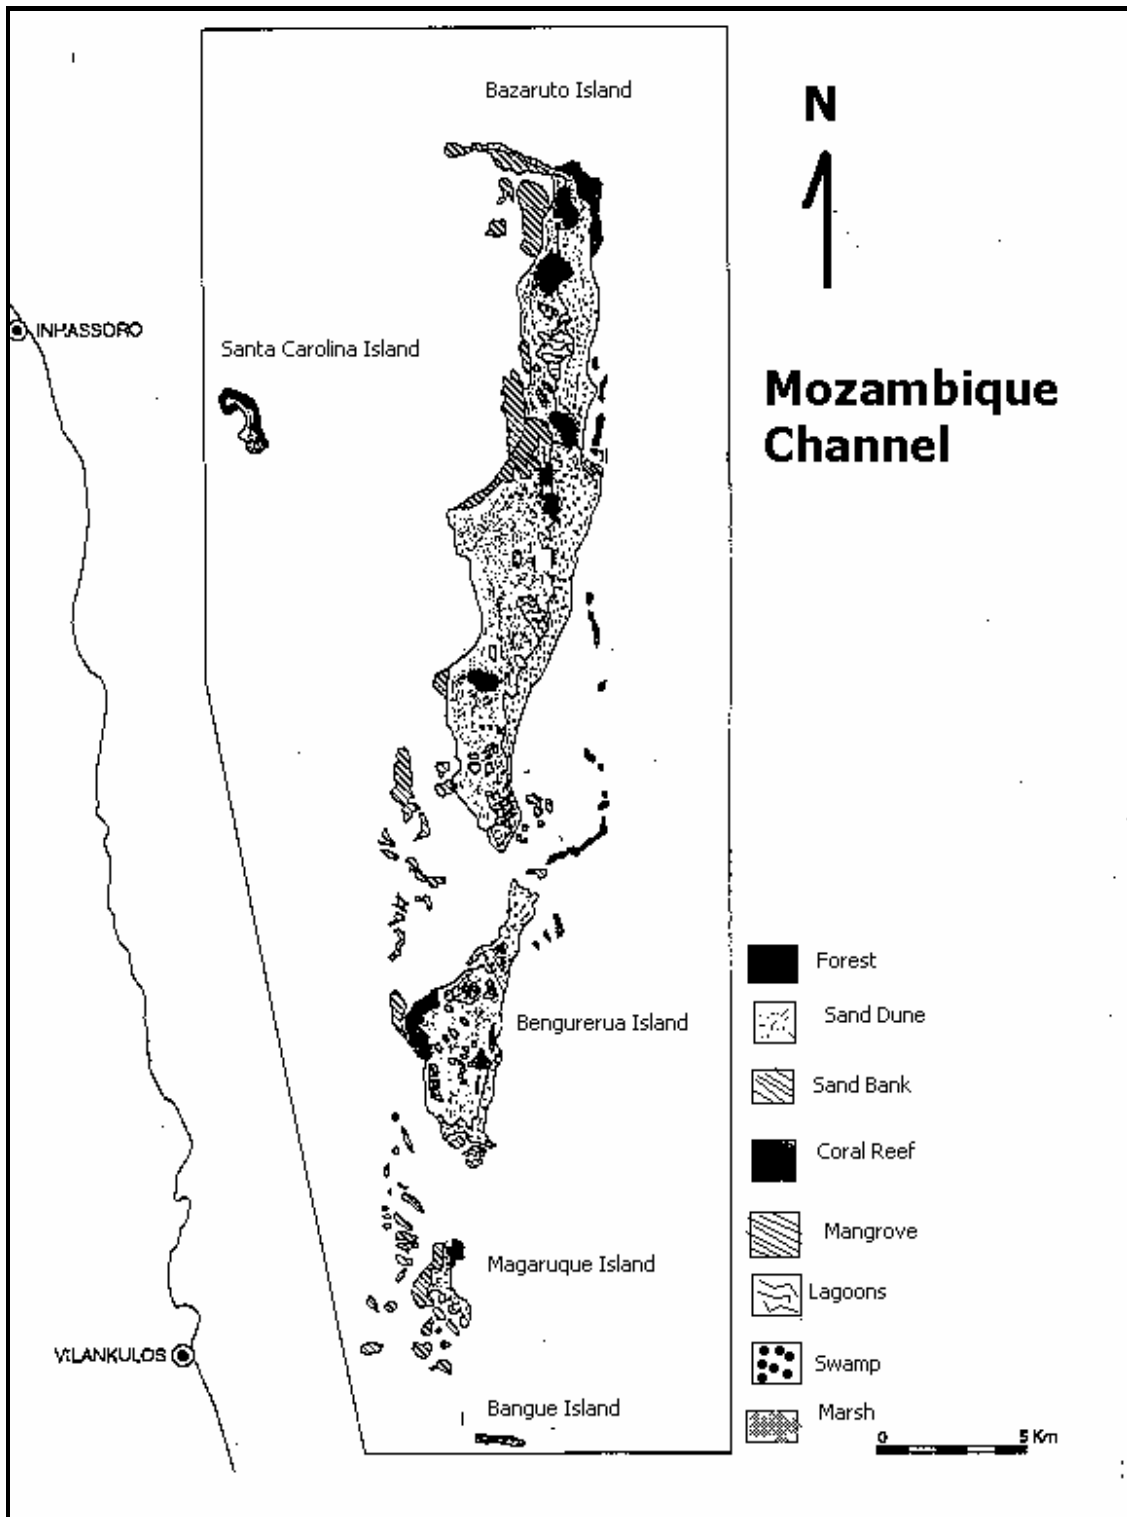 Bazaruto Island
N
INHASSORO
Santa Carolina Island
Mozambique
Channel
Forest
Sand Dune
Bengurerua Island
Sand Bank
Coral Reef
Mangrove
Magaruque Island
Lagoons
VILANKULOS
Swamp
Bangue Island
Marsh
0 5 Km